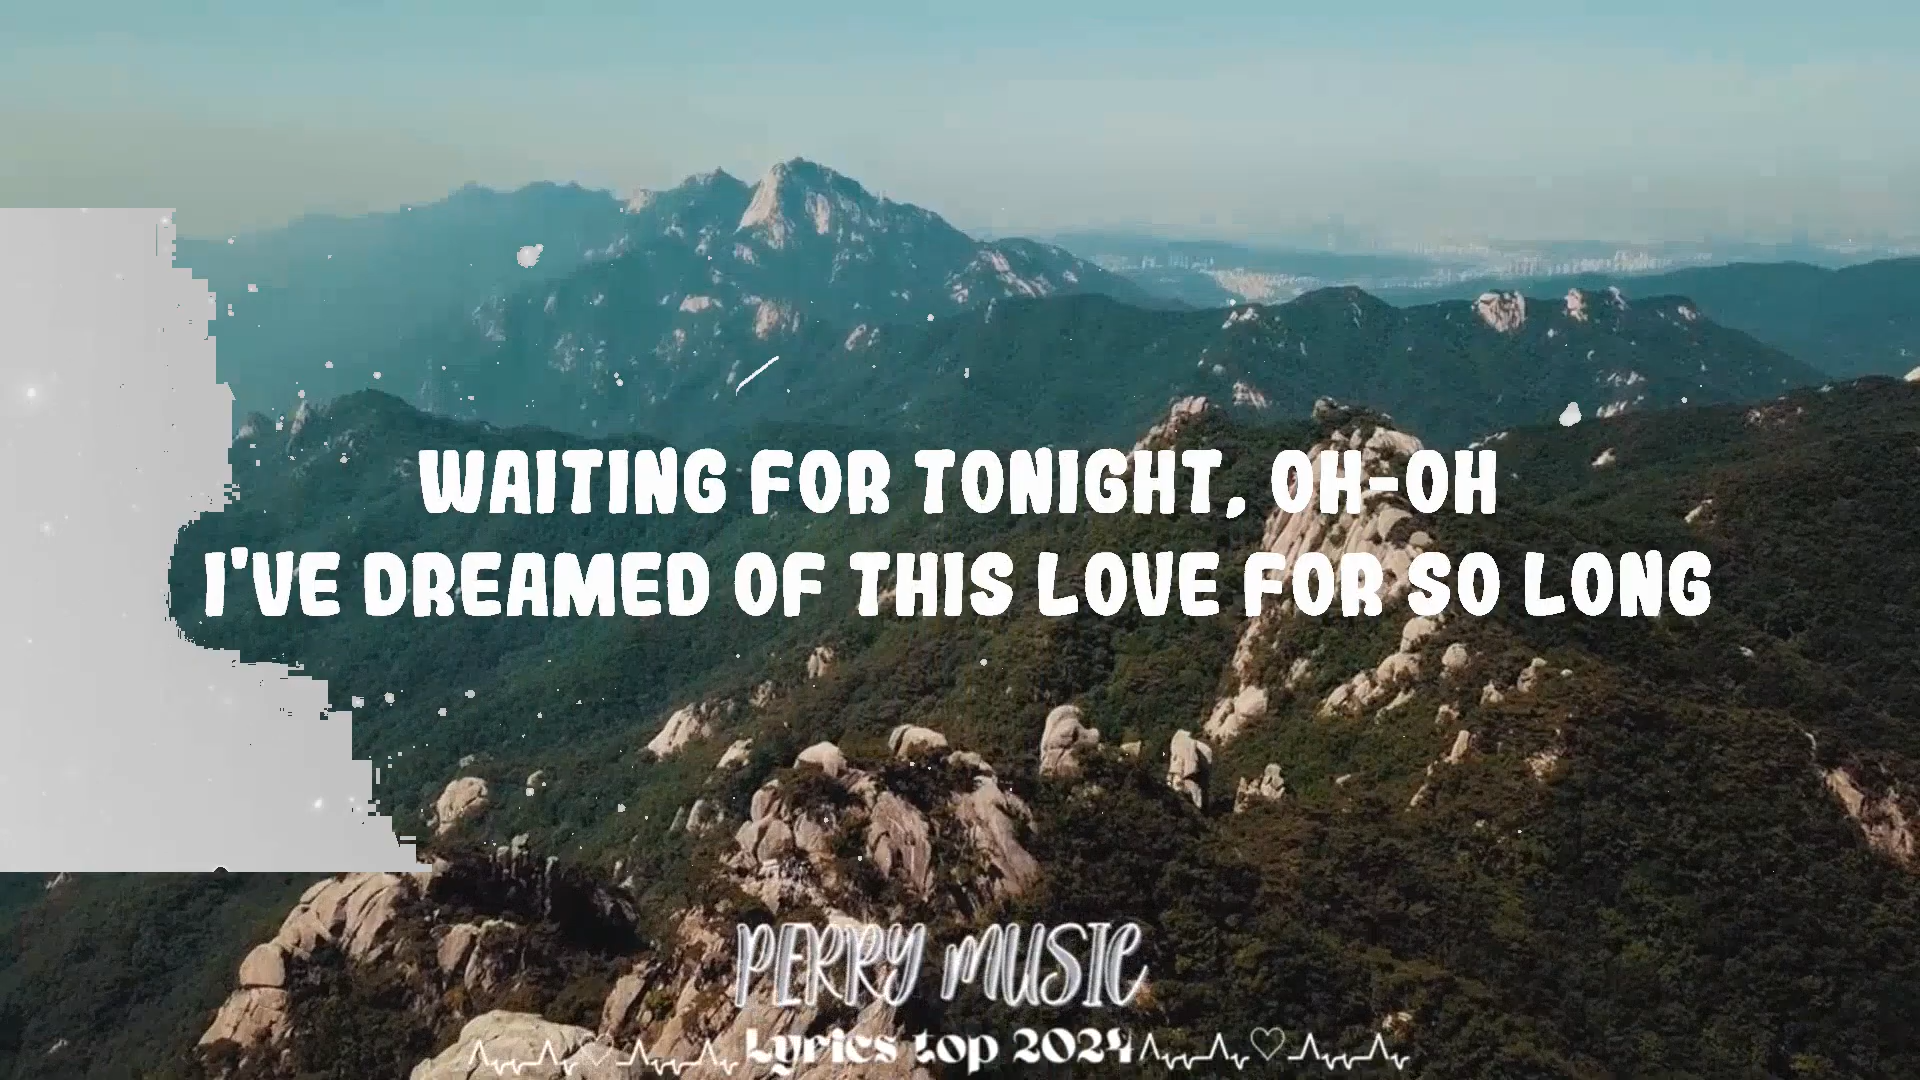 WAITING FOR TONIGHT, OH-OH
I'VE DREAMED OF THIS LOVE FOR SO LONG
PERRY MUSIC
Lyrics top 2024